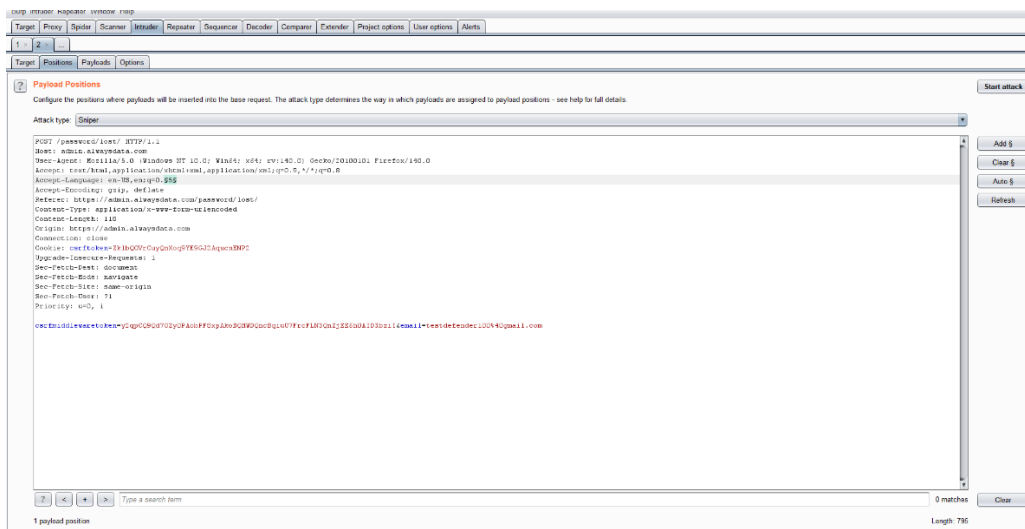 Burp Intruder Repeater Window Help
Target Proxy Spider Scanner Intruder Repeater Sequencer Decoder Comparer Extender Project options User options Alerts
1 × 2 × ...
Target Positions Payloads Options
? Payload Positions
Start attack
Configure the positions where payloads will be inserted into the base request. The attack type determines the way in which payloads are assigned to payload positions - see help for full details.
Attack type: Sniper
POST /password/lost/ HTTP/1.1
Host: admin.alwaysdata.com
User-Agent: Mozilla/5.0 (Windows NT 10.0; Win64; x64; rv:140.0) Gecko/20100101 Firefox/140.0
Accept: text/html,application/xhtml+xml,application/xml;q=0.9,*/*;q=0.8
Accept-Language: en-US,en;q=0.§5§
Accept-Encoding: gzip, deflate
Referer: https://admin.alwaysdata.com/password/lost/
Content-Type: application/x-www-form-urlencoded
Content-Length: 118
Origin: https://admin.alwaysdata.com
Connection: close
Cookie:
Upgrade-Insecure-Requests: 1
Sec-Fetch-Dest: document
Sec-Fetch-Mode: navigate
Sec-Fetch-Site: same-origin
Sec-Fetch-User: ?1
Priority: u=0, i
Add §
Clear §
Auto §
Refresh
? < + > Type a search term
0 matches
Clear
1 payload position
Length: 795